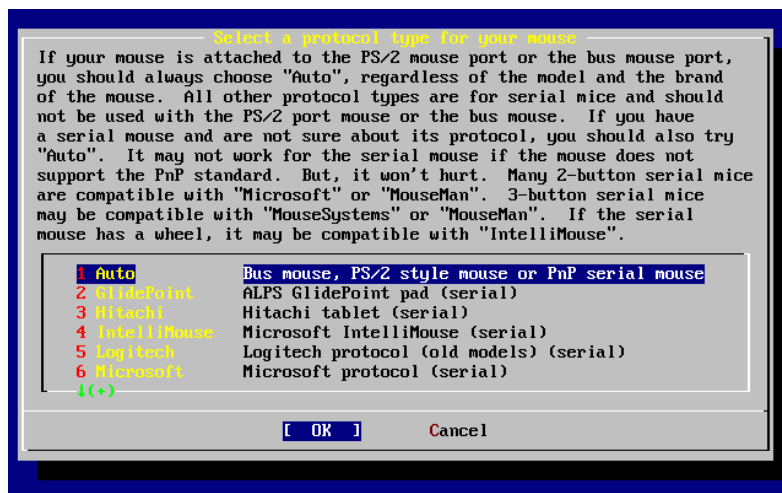 Select a protocol type for your mouse
If your mouse is attached to the PS/2 mouse port or the bus mouse port,
you should always choose "Auto", regardless of the model and the brand
of the mouse.  All other protocol types are for serial mice and should
not be used with the PS/2 port mouse or the bus mouse.  If you have
a serial mouse and are not sure about its protocol, you should also try
"Auto".  It may not work for the serial mouse if the mouse does not
support the PnP standard.  But, it won't hurt.  Many 2-button serial mice
are compatible with "Microsoft" or "MouseMan".  3-button serial mice
may be compatible with "MouseSystems" or "MouseMan".  If the serial
mouse has a wheel, it may be compatible with "IntelliMouse".
1 Auto Bus mouse, PS/2 style mouse or PnP serial mouse
2 GlidePoint ALPS GlidePoint pad (serial)
3 Hitachi Hitachi tablet (serial)
4 IntelliMouse Microsoft IntelliMouse (serial)
5 Logitech Logitech protocol (old models) (serial)
6 Microsoft Microsoft protocol (serial)
↓(+)
[ OK ] Cancel